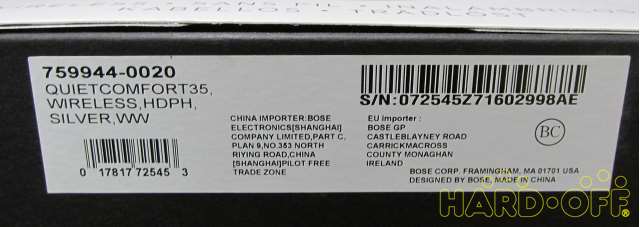 759944-0020
QUIETCOMFORT35,
WIRELESS,HDPH,
SILVER,WW
0 17817 72545 3
CHINA IMPORTER:BOSE
ELECTRONICS[SHANGHAI]
COMPANY LIMITED,PART C,
PLAN 9,NO.353 NORTH
RIYING ROAD,CHINA
[SHANGHAI]PILOT FREE
TRADE ZONE
S/N:072545Z71602998AE
EU Importer :
BOSE GP
CASTLEBLAYNEY ROAD
CARRICKMACROSS
COUNTY MONAGHAN
IRELAND
BC
BOSE CORP. FRAMINGHAM, MA 01701 USA
DESIGNED BY BOSE, MADE IN CHINA
HARD-OFF